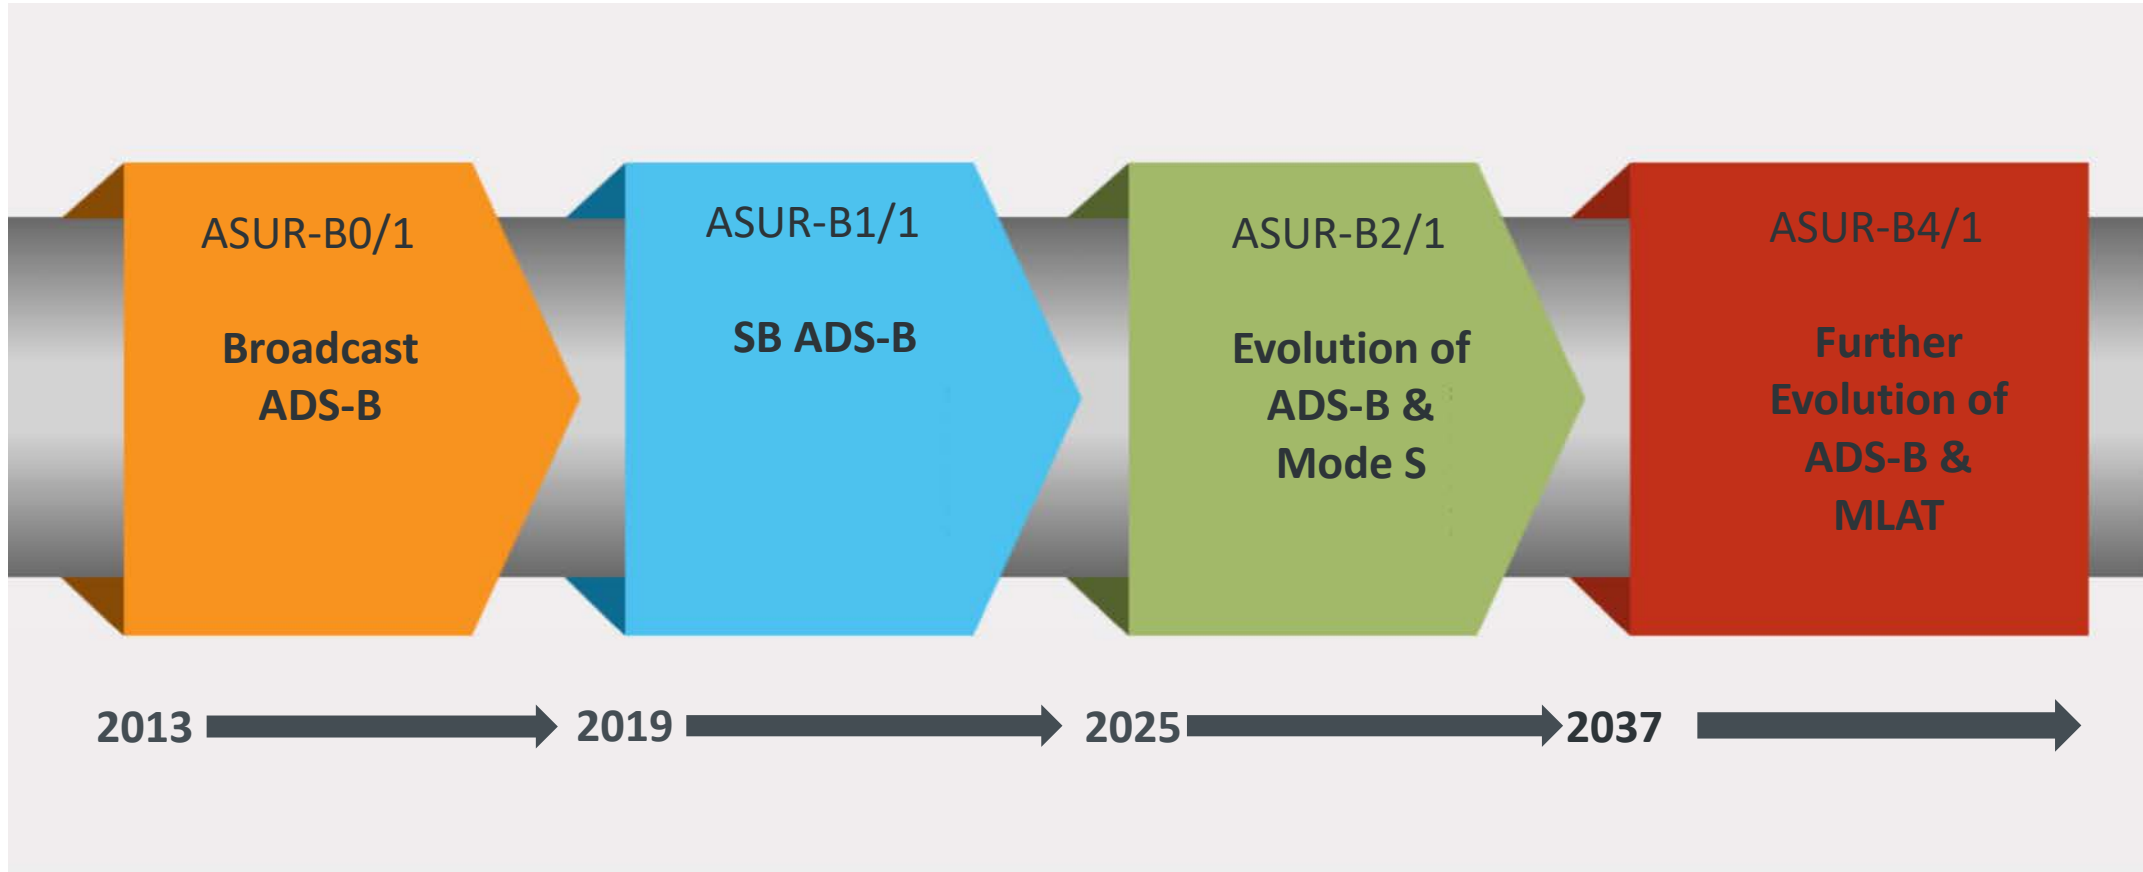 ASUR-B0/1
Broadcast
ADS-B
ASUR-B1/1
SB ADS-B
ASUR-B2/1
Evolution of
ADS-B &
Mode S
ASUR-B4/1
Further
Evolution of
ADS-B &
MLAT
2013
2019
2025
2037